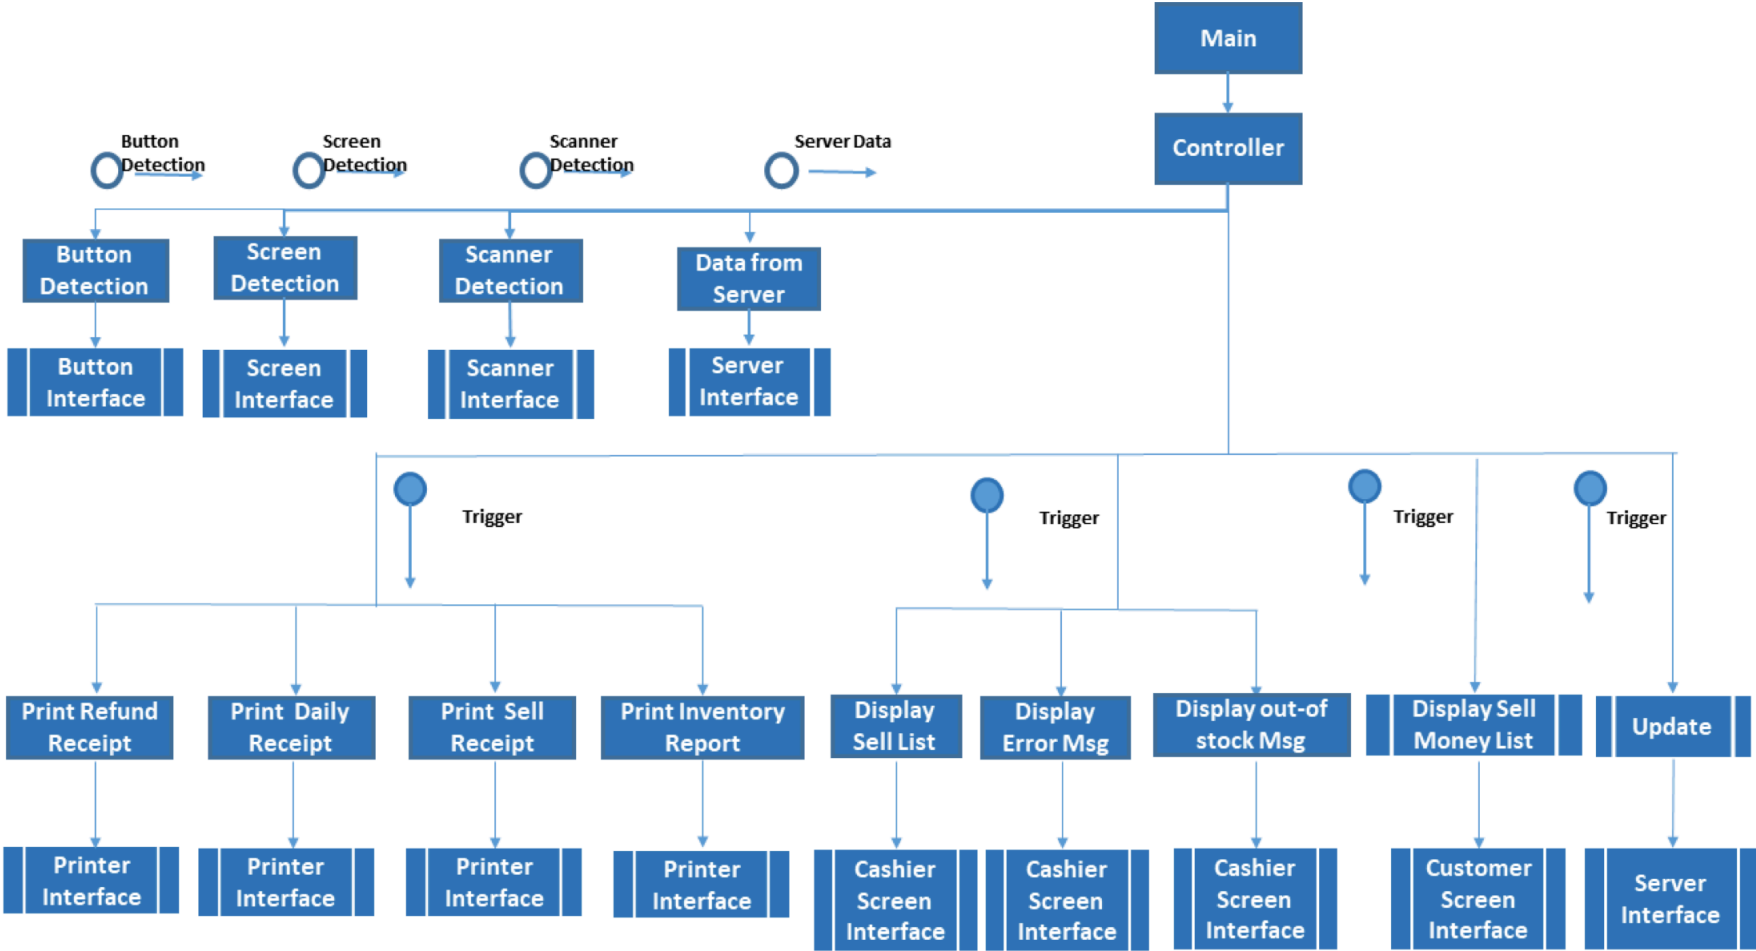 Main
Controller
Button
Detection
Screen
Detection
Scanner
Detection
Server Data
Button
Detection
Screen
Detection
Scanner
Detection
Data from
Server
Button
Interface
Screen
Interface
Scanner
Interface
Server
Interface
Trigger
Trigger
Trigger
Trigger
Print Refund
Receipt
Print Daily
Receipt
Print Sell
Receipt
Print Inventory
Report
Display
Sell List
Display
Error Msg
Display out-of
stock Msg
Display Sell
Money List
Update
Printer
Interface
Printer
Interface
Printer
Interface
Printer
Interface
Cashier
Screen
Interface
Cashier
Screen
Interface
Cashier
Screen
Interface
Customer
Screen
Interface
Server
Interface